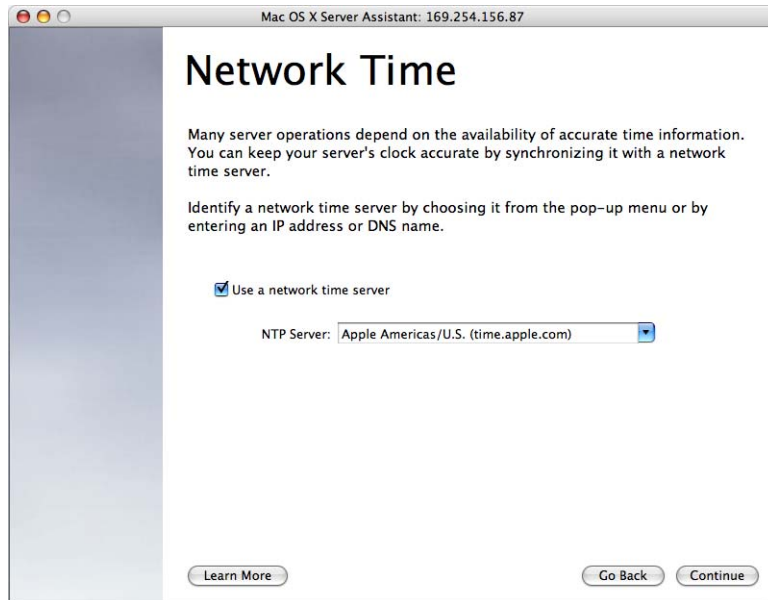 Mac OS X Server Assistant: 169.254.156.87
Network Time
Many server operations depend on the availability of accurate time information.
You can keep your server's clock accurate by synchronizing it with a network
time server.
Identify a network time server by choosing it from the pop-up menu or by
entering an IP address or DNS name.
Use a network time server
NTP Server: Apple Americas/U.S. (time.apple.com)
Learn More
Go Back
Continue